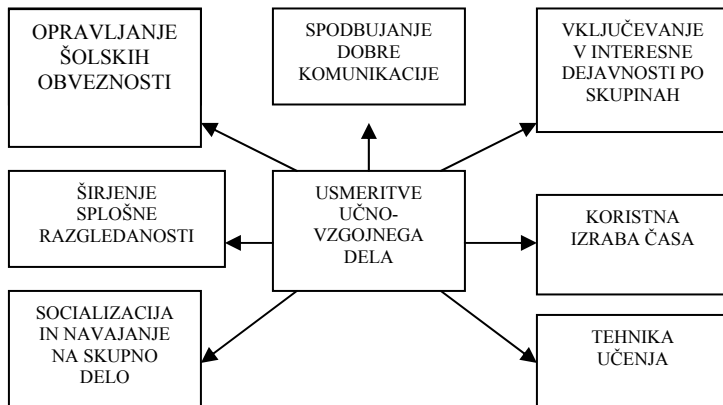 OPRAVLJANJE
ŠOLSKIH
OBVEZNOSTI
SPODBUJANJE
DOBRE
KOMUNIKACIJE
VKLJUČEVANJE
V INTERESNE
DEJAVNOSTI PO
SKUPINAH
ŠIRJENJE
SPLOŠNE
RAZGLEDANOSTI
USMERITVE
UČNO-
VZGOJNEGA
DELA
KORISTNA
IZRABA ČASA
SOCIALIZACIJA
IN NAVAJANJE
NA SKUPNO
DELO
TEHNIKA
UČENJA